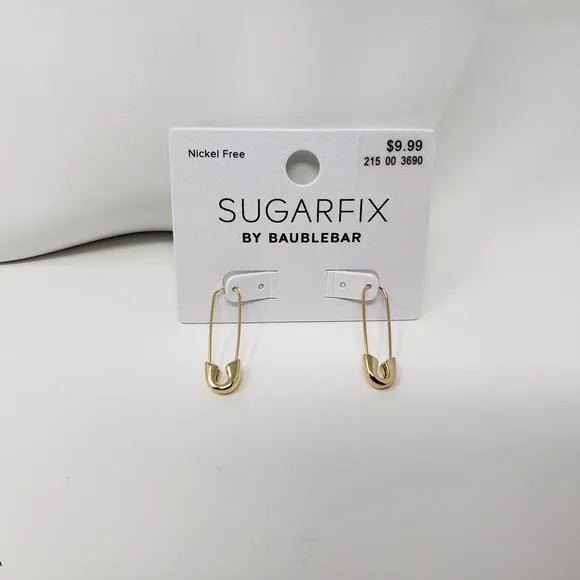 Nickel Free
$9.99
215 00 3690
SUGARFIX
BY BAUBLEBAR